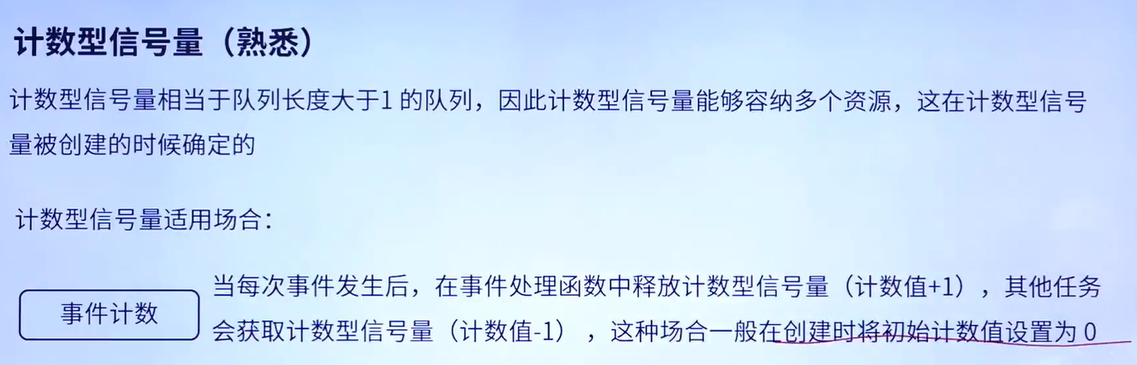 计数型信号量（熟悉）
计数型信号量相当于队列长度大于1 的队列，因此计数型信号量能够容纳多个资源，这在计数型信号
量被创建的时候确定的
计数型信号量适用场合：
当每次事件发生后，在事件处理函数中释放计数型信号量（计数值+1），其他任务
事件计数
会获取计数型信号量（计数值-1） ，这种场合一般在创建时将初始计数值设置为 0